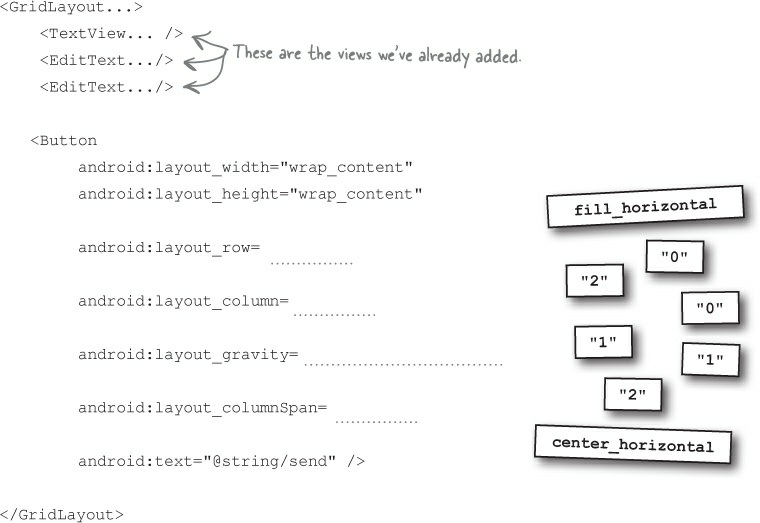 <GridLayout...>
<TextView... />
These are the views we've already added.
<EditText.../>
<EditText.../>
<Button
android:layout_width="wrap_content"
android:layout_height="wrap_content"
fill_horizontal
android:layout_row=
"0"
"2"
android:layout_column=
"0"
"1"
android:layout_gravity=
"1"
"2"
android:layout_columnSpan=
center_horizontal
android:text="@string/send" />
</GridLayout>